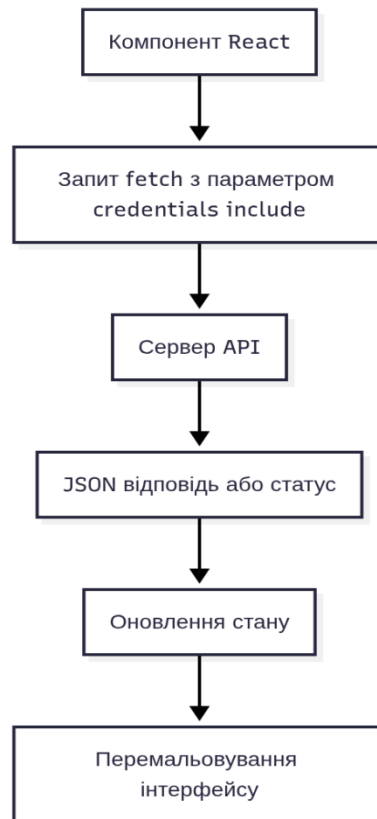 Компонент React
Запит fetch з параметром
credentials include
Сервер API
JSON відповідь або статус
Оновлення стану
Перемальовування
інтерфейсу